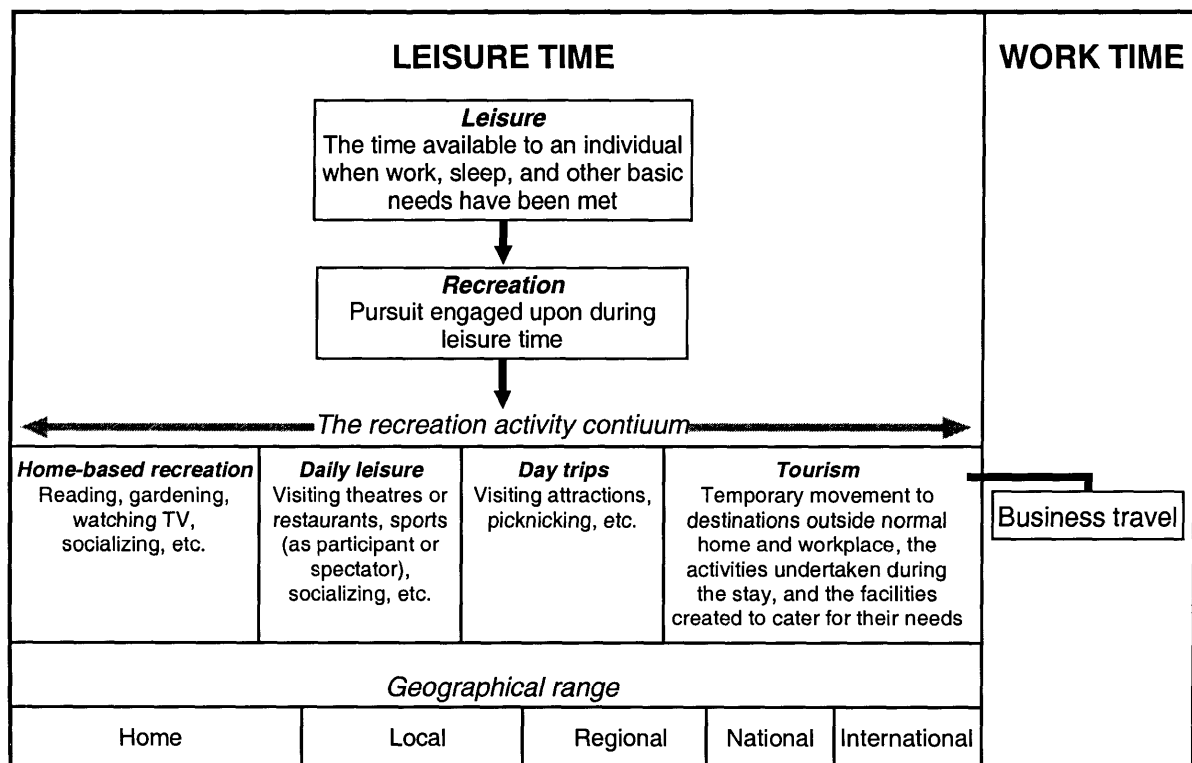 LEISURE TIME
WORK TIME
Leisure
The time available to an individual
when work, sleep, and other basic
needs have been met
Recreation
Pursuit engaged upon during
leisure time
The recreation activity contiuum
Home-based recreation
Reading, gardening,
watching TV,
socializing, etc.
Daily leisure
Visiting theatres or
restaurants, sports
(as participant or
spectator),
socializing, etc.
Day trips
Visiting attractions,
picknicking, etc.
Tourism
Temporary movement to
destinations outside normal
home and workplace, the
activities undertaken during
the stay, and the facilities
created to cater for their needs
Business travel
Geographical range
Home
Local
Regional
National
International